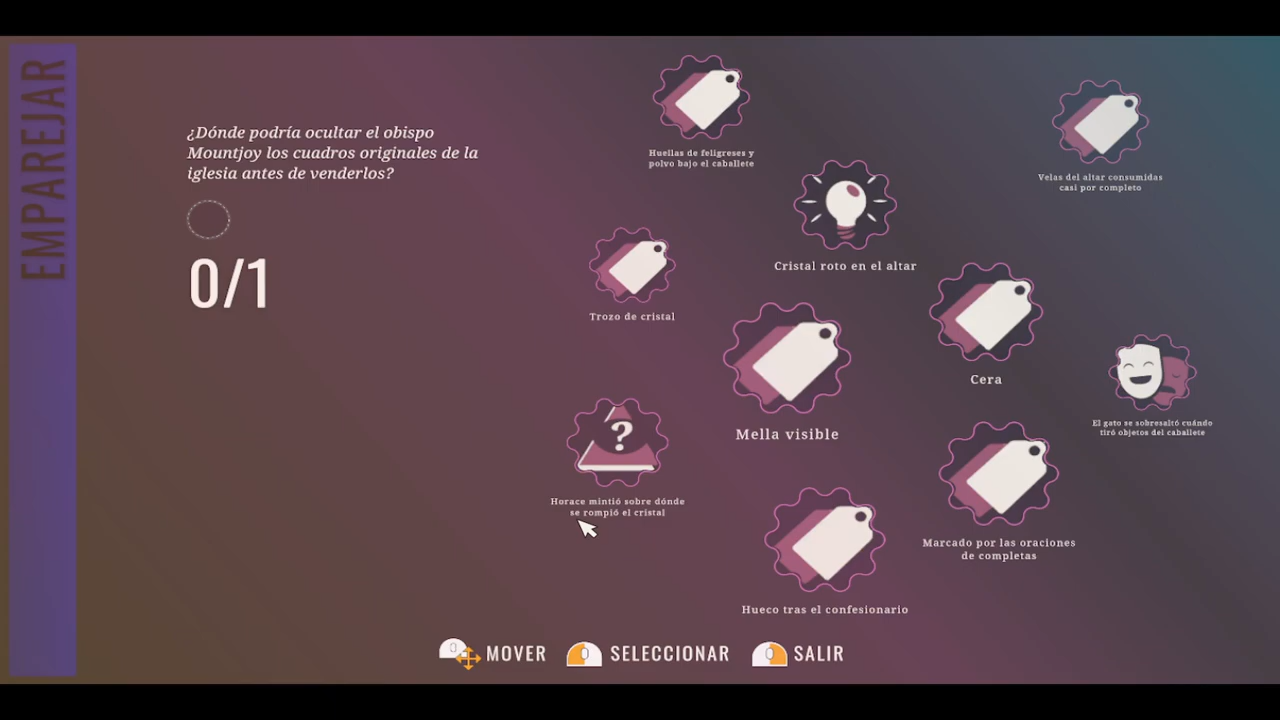 EMPAREJAR
¿Dónde podría ocultar el obispo
Mountjoy los cuadros originales de la
iglesia antes de venderlos?
0/1
Huellas de feligreses y
polvo bajo el caballete
Velas del altar consumidas
casi por completo
Cristal roto en el altar
Trozo de cristal
Cera
Mella visible
El gato se sobresaltó cuándo
tiró objetos del caballete
?
Horace mintió sobre dónde
se rompió el cristal
Marcado por las oraciones
de completas
Hueco tras el confesionario
MOVER
SELECCIONAR
SALIR